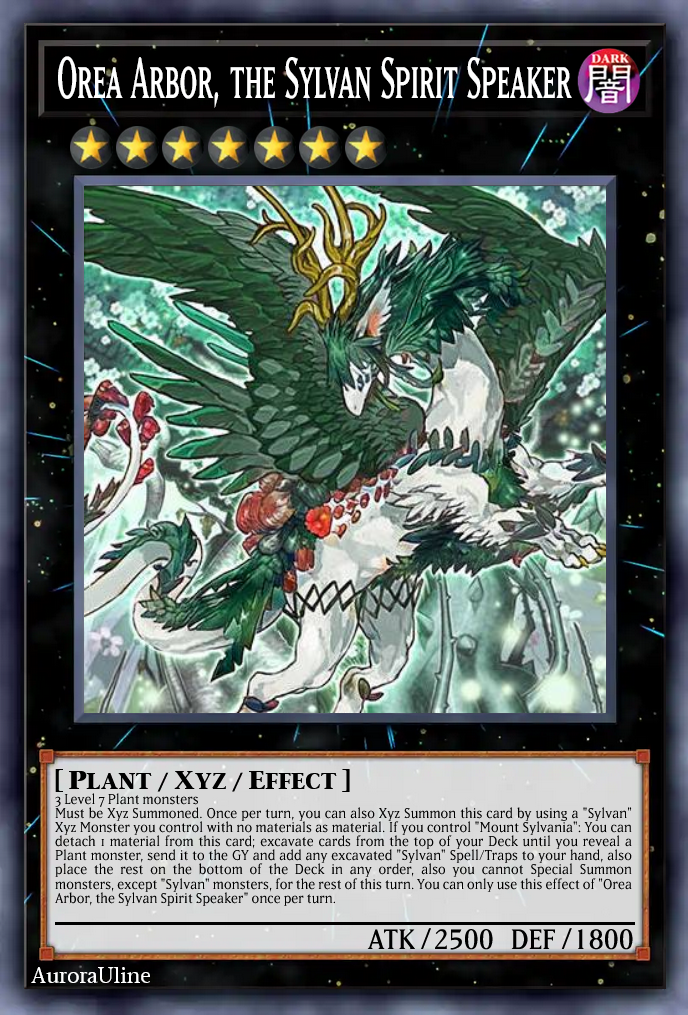 Orea Arbor, the Sylvan Spirit Speaker
DARK
闇
[ Plant / Xyz / Effect ]
3 Level 7 Plant monsters
Must be Xyz Summoned. Once per turn, you can also Xyz Summon this card by using a "Sylvan"
Xyz Monster you control with no materials as material. If you control "Mount Sylvania": You can
detach 1 material from this card; excavate cards from the top of your Deck until you reveal a
Plant monster, send it to the GY and add any excavated "Sylvan" Spell/Traps to your hand, also
place the rest on the bottom of the Deck in any order, also you cannot Special Summon
monsters, except "Sylvan" monsters, for the rest of this turn. You can only use this effect of "Orea
Arbor, the Sylvan Spirit Speaker" once per turn.
ATK/2500 DEF/1800
AuroraUline